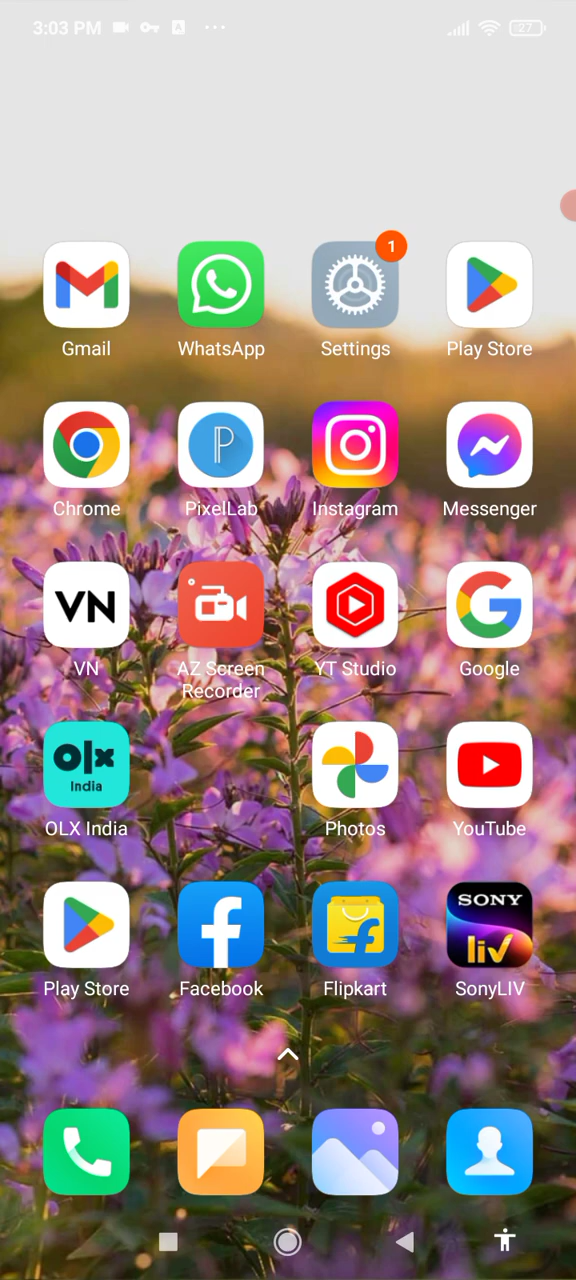 3:03 PM
27
1
Gmail
WhatsApp
Settings
Play Store
Chrome
PixelLab
Instagram
Messenger
VN
VN
AZ Screen
Recorder
YT Studio
Google
olx
India
OLX India
Photos
YouTube
SONY
liv
Play Store
Facebook
Flipkart
SonyLIV